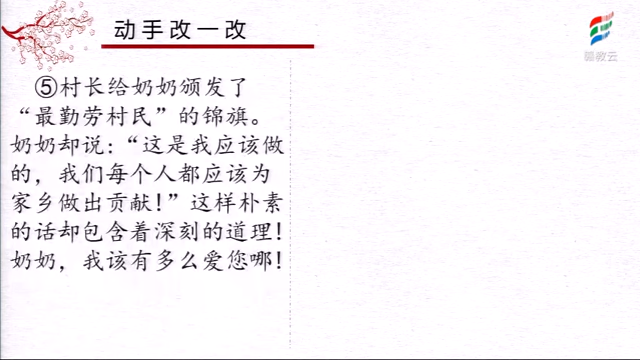 动手改一改
赣教云
⑤村长给奶奶颁发了
“最勤劳村民”的锦旗。
奶奶却说：“这是我应该做
的，我们每个人都应该为
家乡做出贡献！”这样朴素
的话却包含着深刻的道理！
奶奶，我该有多么爱您哪！